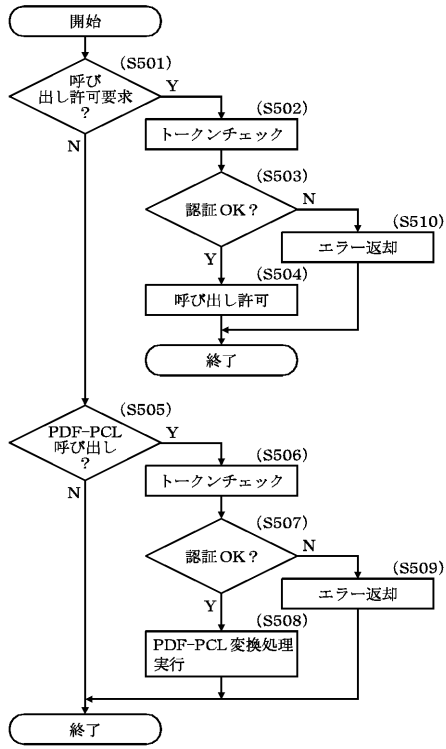 開始
(S501)
呼び
出し許可要求
?
Y
N
(S502)
トークンチェック
(S503)
認証OK?
N
Y
(S510)
エラー返却
(S504)
呼び出し許可
終了
(S505)
PDF-PCL
呼び出し
?
Y
N
(S506)
トークンチェック
(S507)
認証OK?
N
Y
(S509)
エラー返却
(S508)
PDF-PCL変換処理
実行
終了